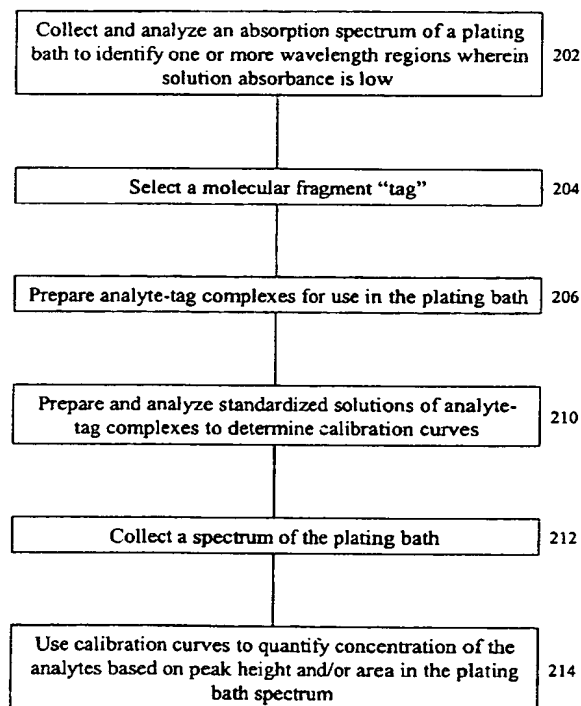 Collect and analyze an absorption spectrum of a plating
bath to identify one or more wavelength regions wherein
solution absorbance is low
202
Select a molecular fragment “tag”
204
Prepare analyte-tag complexes for use in the plating bath
206
Prepare and analyze standardized solutions of analyte-
tag complexes to determine calibration curves
210
Collect a spectrum of the plating bath
212
Use calibration curves to quantify concentration of the
analytes based on peak height and/or area in the plating
bath spectrum
214